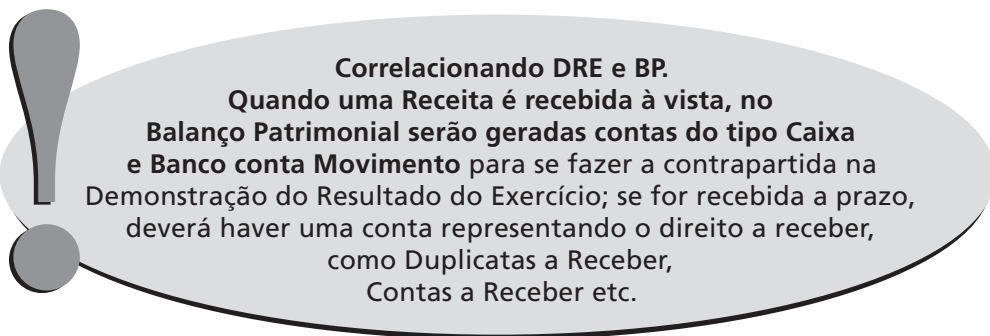 Correlacionando DRE e BP.
Quando uma Receita é recebida à vista, no
Balanço Patrimonial serão geradas contas do tipo Caixa
e Banco conta Movimento para se fazer a contrapartida na
Demonstração do Resultado do Exercício; se for recebida a prazo,
deverá haver uma conta representando o direito a receber,
como Duplicatas a Receber,
Contas a Receber etc.